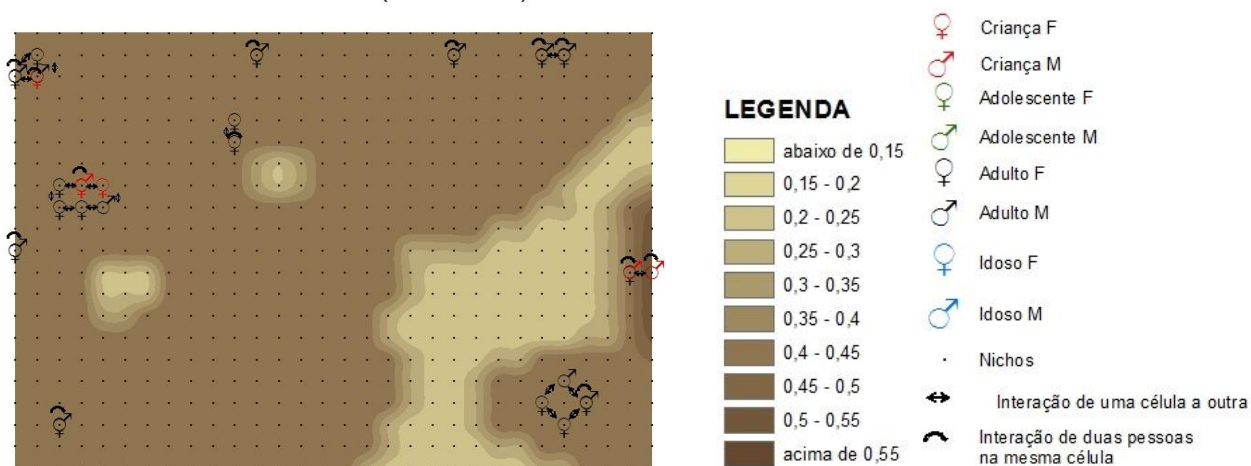 LEGENDA
abaixo de 0,15
0,15 - 0,2
0,2 - 0,25
0,25 - 0,3
0,3 - 0,35
0,35 - 0,4
0,4 - 0,45
0,45 - 0,5
0,5 - 0,55
acima de 0,55
Criança F
Criança M
Adolescente F
Adolescente M
Adulto F
Adulto M
Idoso F
Idoso M
Nichos
Interação de uma célula a outra
Interação de duas pessoas
na mesma célula